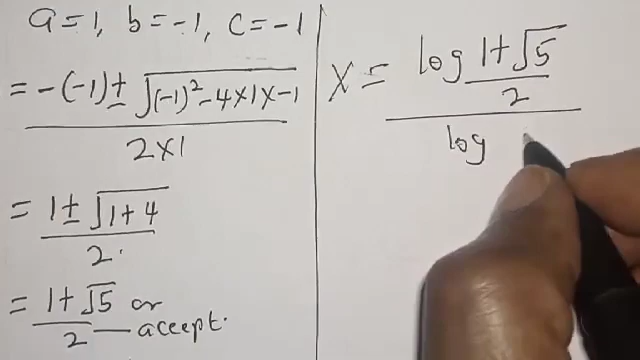 a = 1, b = -1, c = -1
= -(-1) ± √(-1)² - 4×1×-1
2×1
= 1 ± √1+4
2.
= 1+√5 or
2 — accept.
X = log 1+√5
2
log